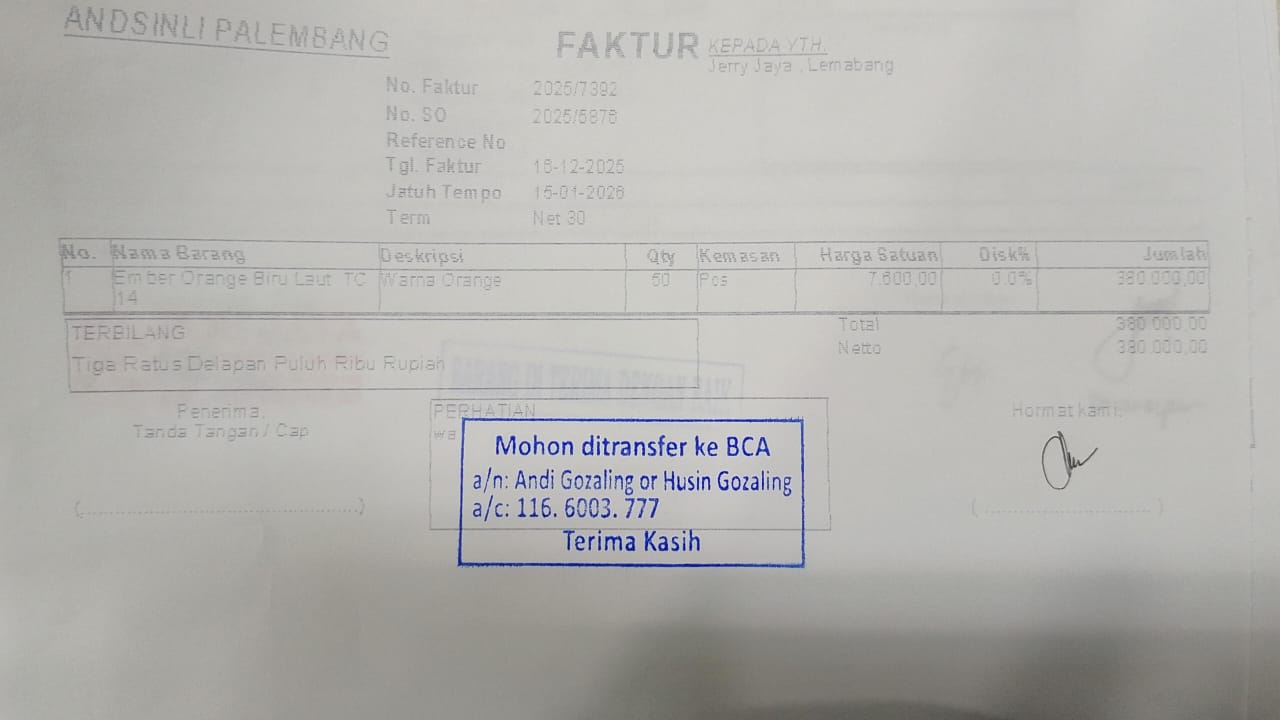 ANDSINLI PALEMBANG
FAKTUR
KEPADA YTH.
Jerry Jaya , Lemabang
No. Faktur 2025/7392
No. SO 2025/5876
Reference No
Tgl. Faktur 16-12-2025
Jatuh Tempo 15-01-2026
Term Net 30
No. Nama Barang Deskripsi Qty Kemasan Harga Satuan Disk% Jumlah
1 Ember Orange Biru Laut TC Warna Orange 50 Pcs 7.600,00 0.0% 380.000,00
14
TERBILANG
Tiga Ratus Delapan Puluh Ribu Rupiah
Total 380.000,00
Netto 380.000,00
Penerima,
Tanda Tangan / Cap
PERHATIAN
Mohon ditransfer ke BCA
a/n: Andi Gozaling or Husin Gozaling
a/c: 116. 6003. 777
Terima Kasih
Hormat kami,